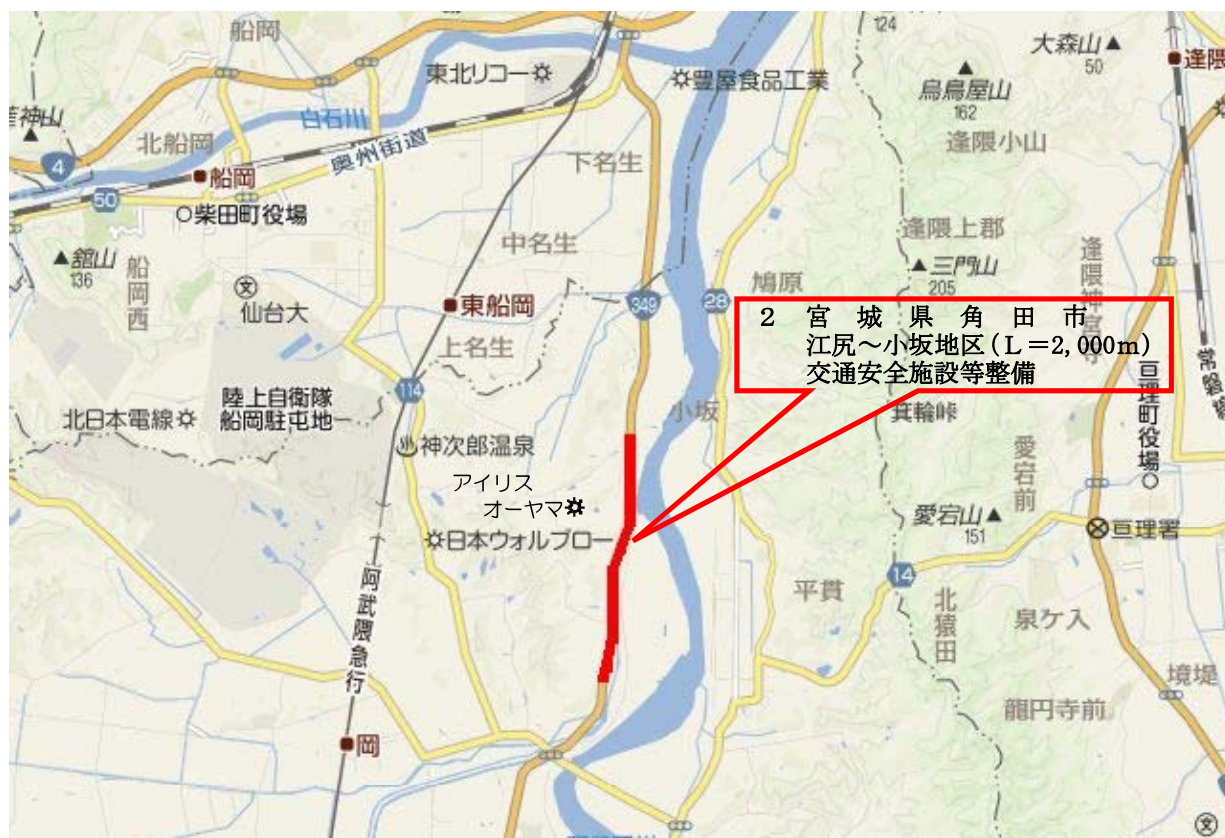 船岡
124
大森山▲
50
逢隈
東北リコー
豊屋食品工業
烏鳥屋山
162
白石川
北船岡
4
奥州街道
下名生
逢隈小山
船岡
50
柴田町役場
中名生
逢隈上郡
舘山
136
船岡西
仙台大
東船岡
349
28
鳩原
三門山
205
逢隈神宮寺
上名生
2 宮城県角田市
江尻～小坂地区(L=2,000m)
交通安全施設等整備
常磐線
114
陸上自衛隊
船岡駐屯地
北日本電線
小坂
箕輪峠
亘理町役場
神次郎温泉
愛宕前
アイリス
オーヤマ
愛宕山▲
151
亘理署
日本ウォルブロー
14
平貫
阿武隈急行
北猿田
泉ケ入
境堤
龍円寺前
岡